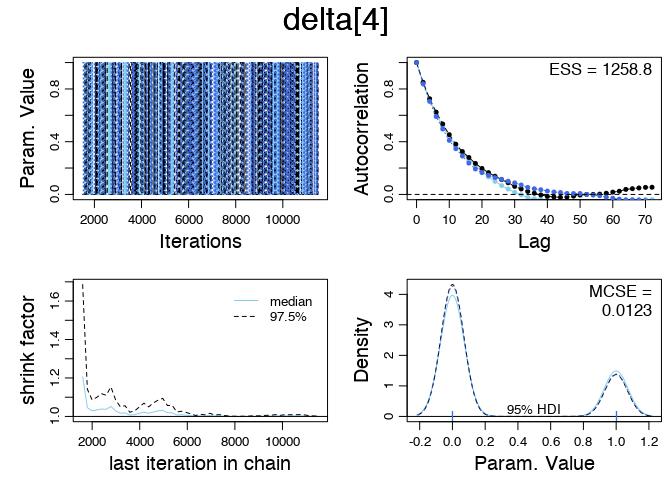 delta[4]
Param. Value
0.0 0.4 0.8
2000 4000 6000 8000 10000
Iterations
Autocorrelation
0.0 0.4 0.8
ESS = 1258.8
0 10 20 30 40 50 60 70
Lag
shrink factor
1.0 1.2 1.4 1.6
median
97.5%
2000 4000 6000 8000 10000
last iteration in chain
Density
0 1 2 3 4
MCSE =
0.0123
95% HDI
-0.2 0.0 0.2 0.4 0.6 0.8 1.0 1.2
Param. Value